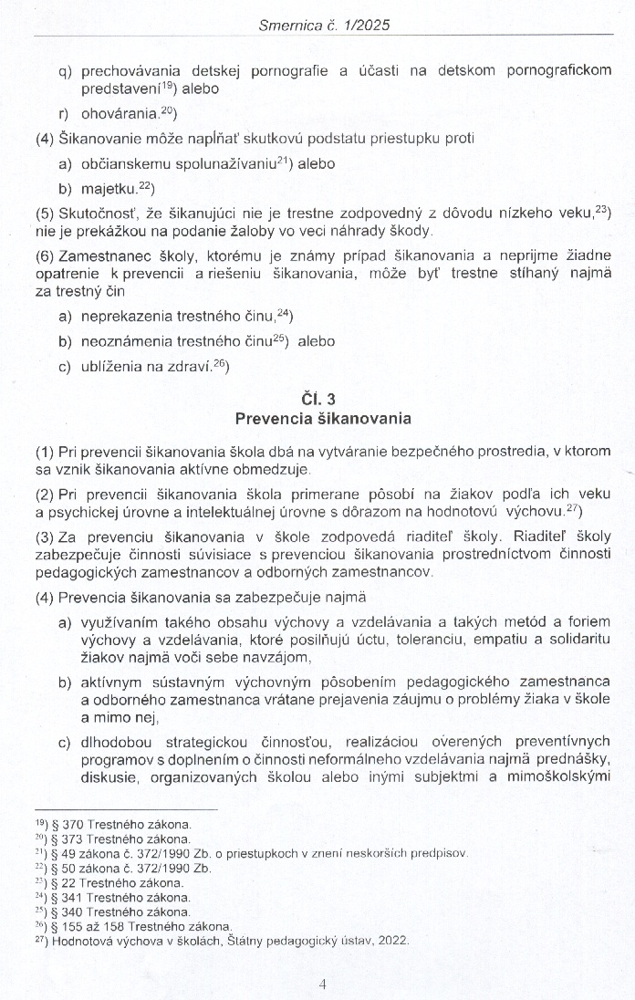 Smernica č. 1/2025
q) prechovávania detskej pornografie a účasti na detskom pornografickom
predstavení¹⁹) alebo
r) ohovárania.²⁰)
(4) Šikanovanie môže napĺňať skutkovú podstatu priestupku proti
a) občianskemu spolunažívaniu²¹) alebo
b) majetku.²²)
(5) Skutočnosť, že šikanujúci nie je trestne zodpovedný z dôvodu nízkeho veku,²³)
nie je prekážkou na podanie žaloby vo veci náhrady škody.
(6) Zamestnanec školy, ktorému je známy prípad šikanovania a neprijme žiadne
opatrenie k prevencii a riešeniu šikanovania, môže byť trestne stíhaný najmä
za trestný čin
a) neprekazenia trestného činu,²⁴)
b) neoznámenia trestného činu²⁵) alebo
c) ublíženia na zdraví.²⁶)
Čl. 3
Prevencia šikanovania
(1) Pri prevencii šikanovania škola dbá na vytváranie bezpečného prostredia, v ktorom
sa vznik šikanovania aktívne obmedzuje.
(2) Pri prevencii šikanovania škola primerane pôsobí na žiakov podľa ich veku
a psychickej úrovne a intelektuálnej úrovne s dôrazom na hodnotovú výchovu.²⁷)
(3) Za prevenciu šikanovania v škole zodpovedá riaditeľ školy. Riaditeľ školy
zabezpečuje činnosti súvisiace s prevenciou šikanovania prostredníctvom činnosti
pedagogických zamestnancov a odborných zamestnancov.
(4) Prevencia šikanovania sa zabezpečuje najmä
a) využívaním takého obsahu výchovy a vzdelávania a takých metód a foriem
výchovy a vzdelávania, ktoré posilňujú úctu, toleranciu, empatiu a solidaritu
žiakov najmä voči sebe navzájom,
b) aktívnym sústavným výchovným pôsobením pedagogického zamestnanca
a odborného zamestnanca vrátane prejavenia záujmu o problémy žiaka v škole
a mimo nej,
c) dlhodobou strategickou činnosťou, realizáciou overených preventívnych
programov s doplnením o činnosti neformálneho vzdelávania najmä prednášky,
diskusie, organizovaných školou alebo inými subjektmi a mimoškolskými
¹⁹) § 370 Trestného zákona.
²⁰) § 373 Trestného zákona.
²¹) § 49 zákona č. 372/1990 Zb. o priestupkoch v znení neskorších predpisov.
²²) § 50 zákona č. 372/1990 Zb.
²³) § 22 Trestného zákona.
²⁴) § 341 Trestného zákona.
²⁵) § 340 Trestného zákona.
²⁶) § 155 až 158 Trestného zákona.
²⁷) Hodnotová výchova v školách, Štátny pedagogický ústav, 2022.
4